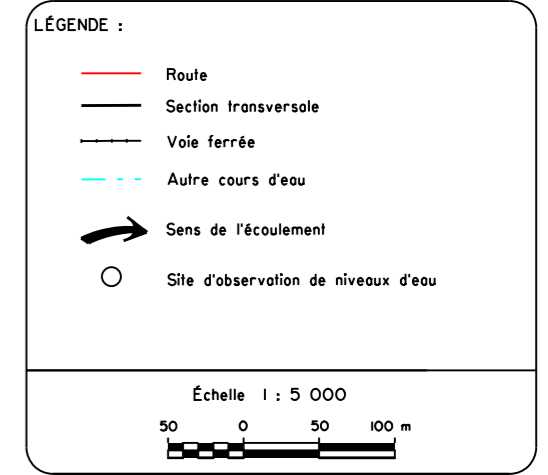 LÉGENDE :
Route
Section transversale
Voie ferrée
Autre cours d'eau
Sens de l'écoulement
Site d'observation de niveaux d'eau
Échelle 1 : 5 000
50 0 50 100 m